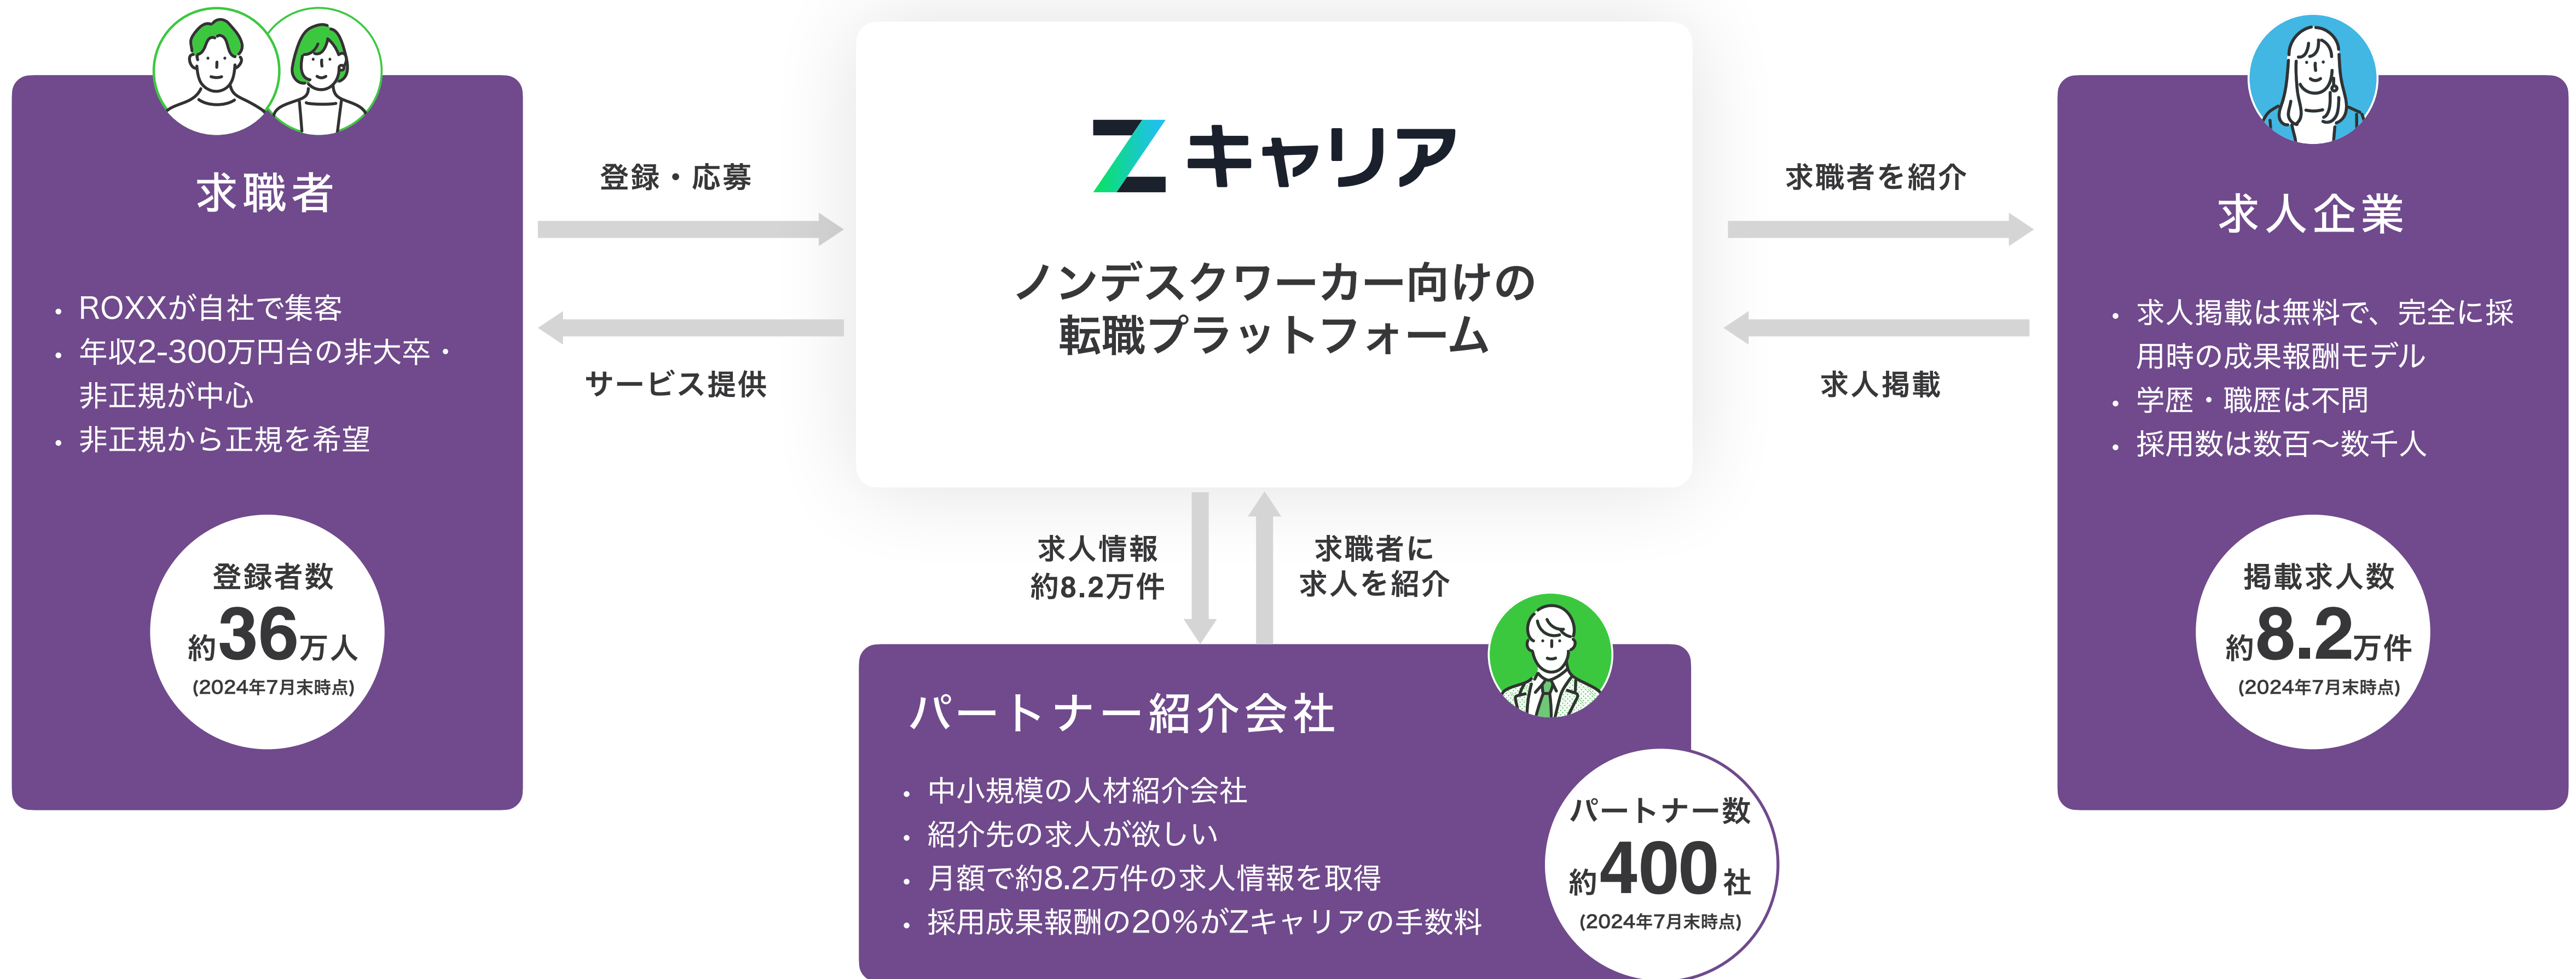 求職者
・ROXXが自社で集客
・年収2-300万円台の非大卒・
非正規が中心
・非正規から正規を希望
登録者数
約36万人
(2024年7月末時点)
登録・応募
サービス提供
Zキャリア
ノンデスクワーカー向けの
転職プラットフォーム
求職者を紹介
求人掲載
求人企業
・求人掲載は無料で、完全に採
用時の成果報酬モデル
・学歴・職歴は不問
・採用数は数百〜数千人
掲載求人数
約8.2万件
(2024年7月末時点)
求人情報
約8.2万件
求職者に
求人を紹介
パートナー紹介会社
・中小規模の人材紹介会社
・紹介先の求人が欲しい
・月額で約8.2万件の求人情報を取得
・採用成果報酬の20%がZキャリアの手数料
パートナー数
約400社
(2024年7月末時点)